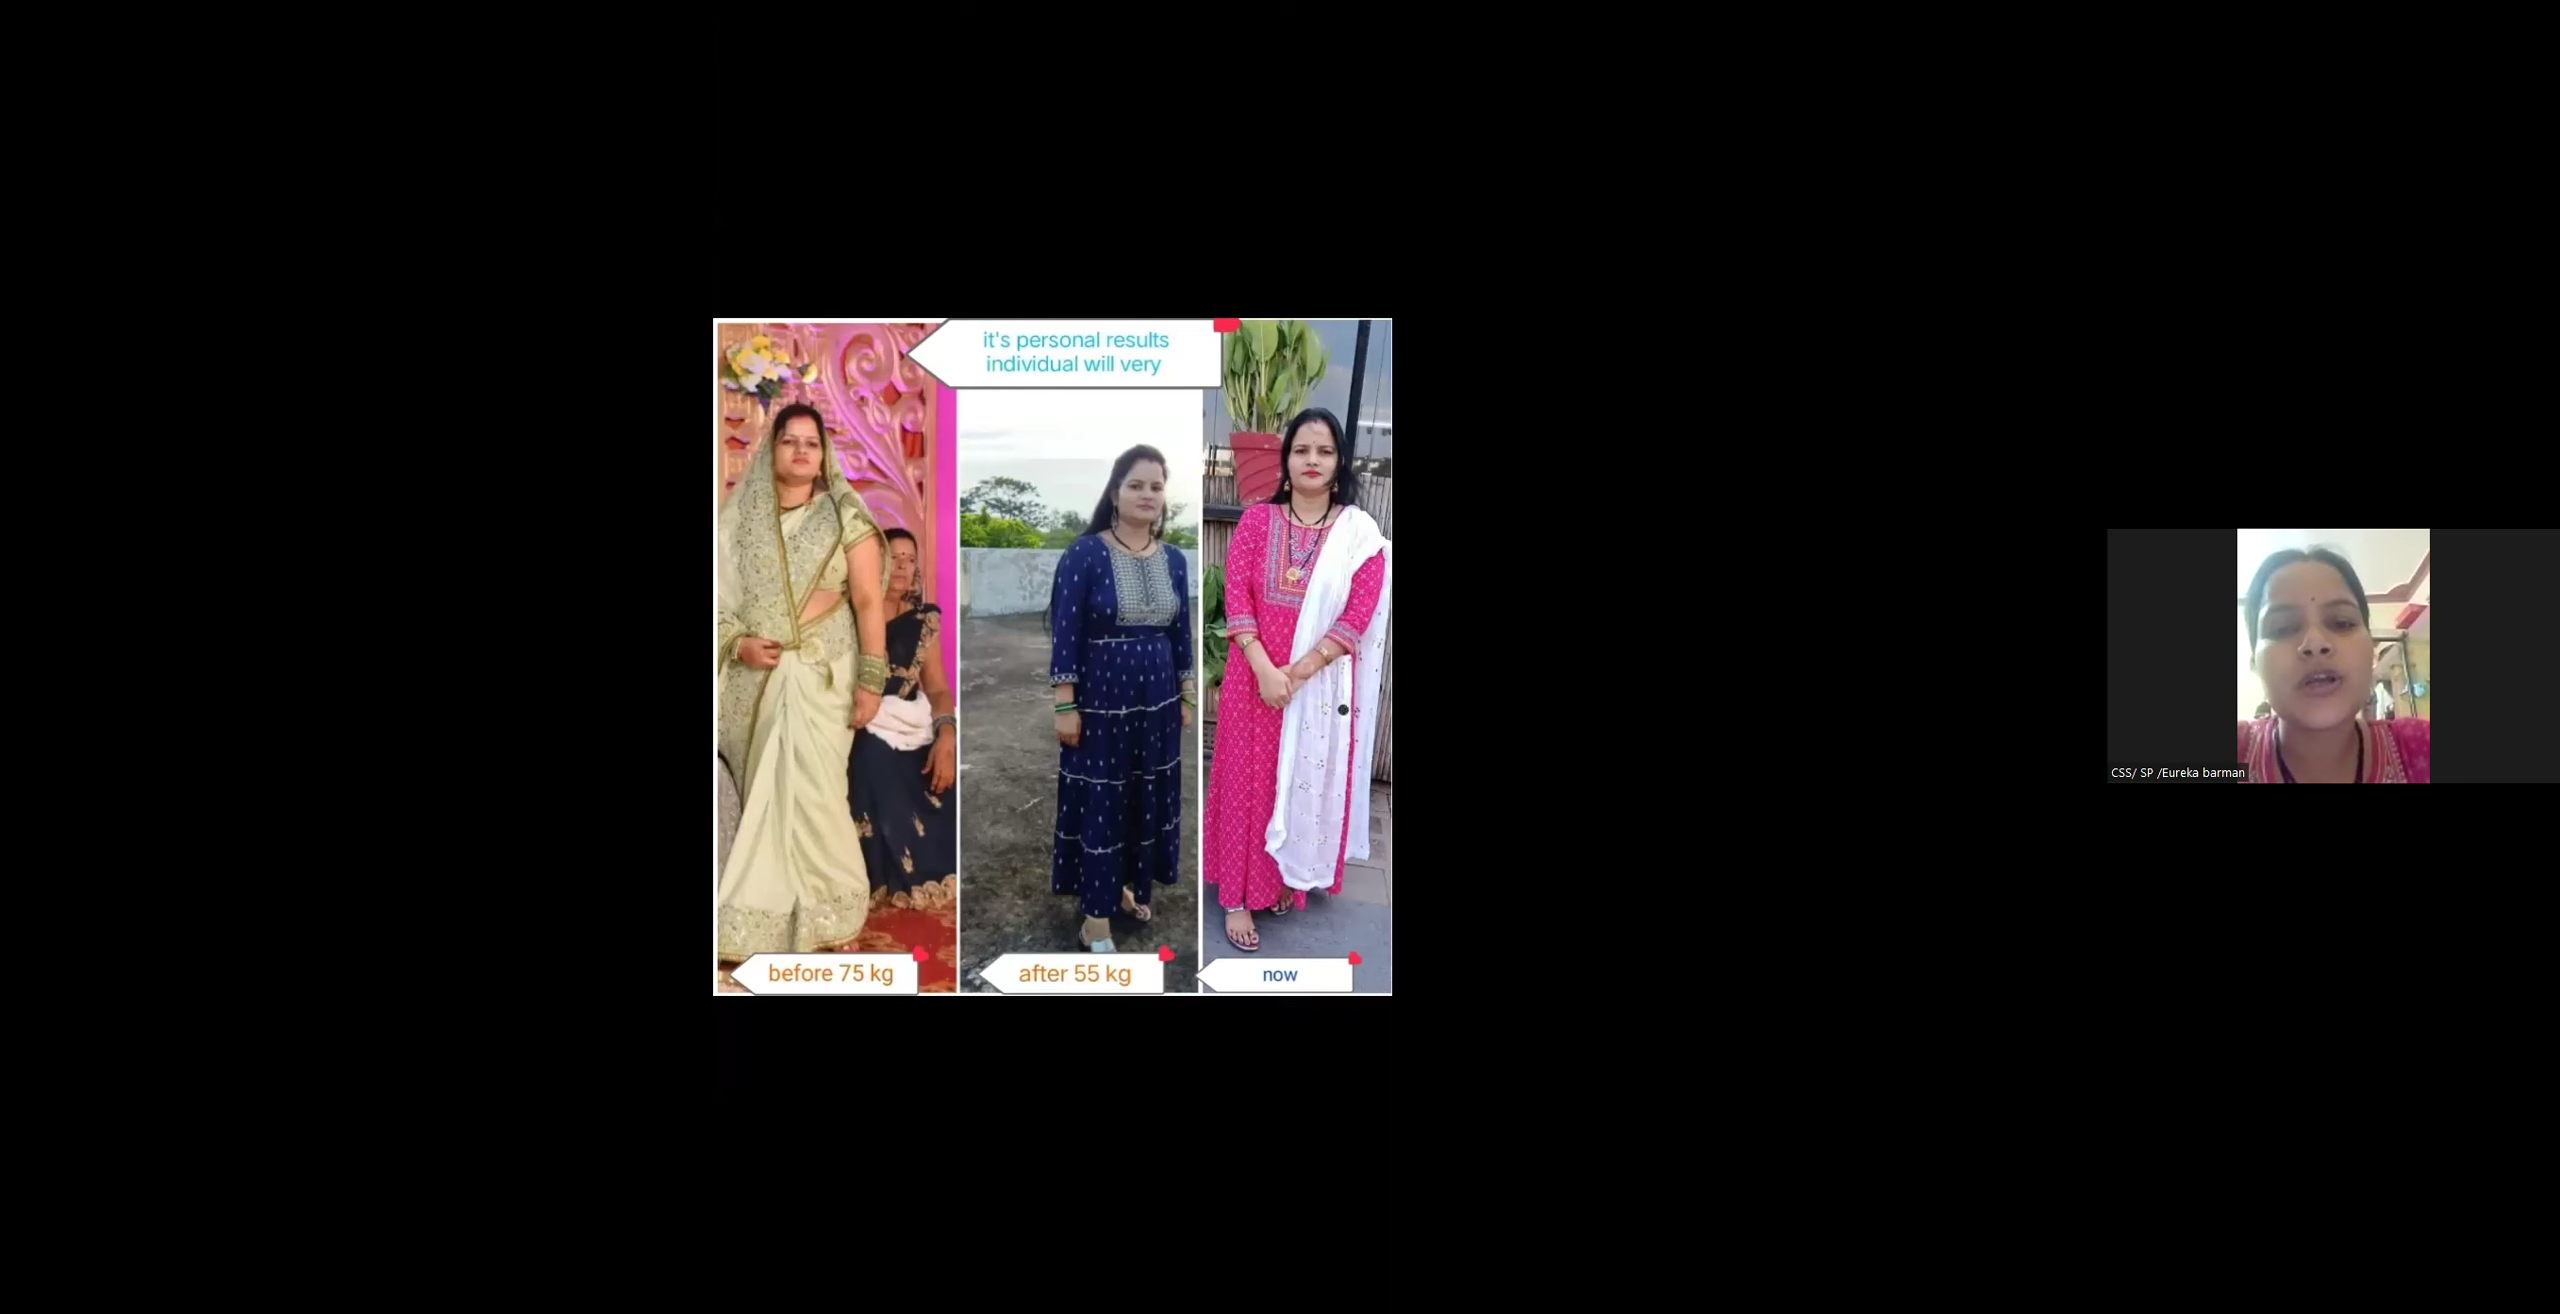 it's personal results
individual will very
before 75 kg
after 55 kg
now
CSS/ SP /Eureka barman